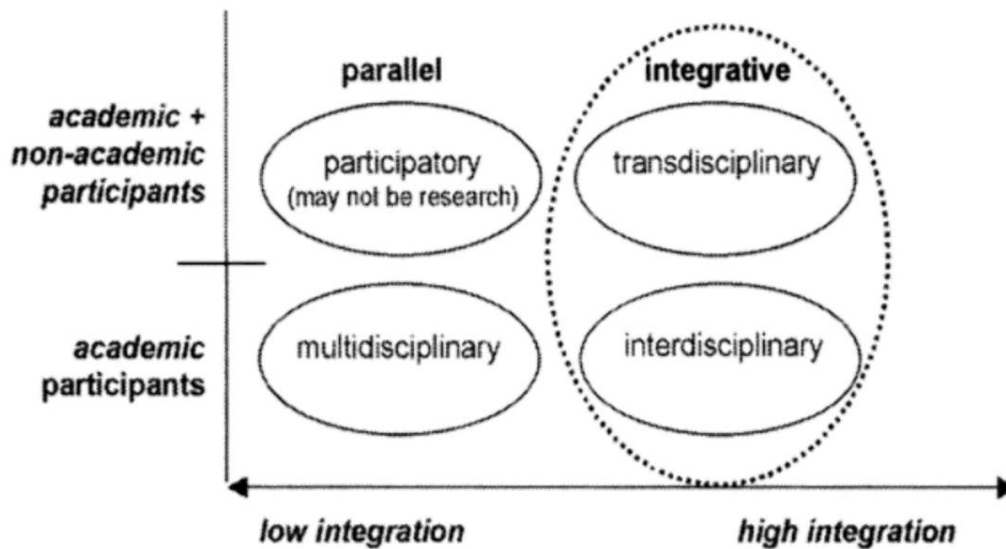 parallel
integrative
academic +
non-academic
participants
participatory
(may not be research)
transdisciplinary
academic
participants
multidisciplinary
interdisciplinary
low integration
high integration